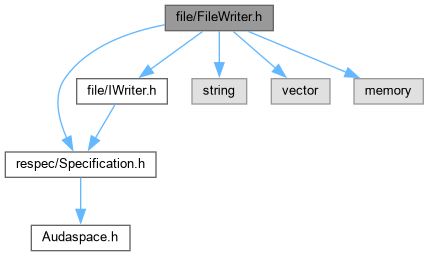 file/FileWriter.h
file/IWriter.h
string
vector
memory
respec/Specification.h
Audaspace.h